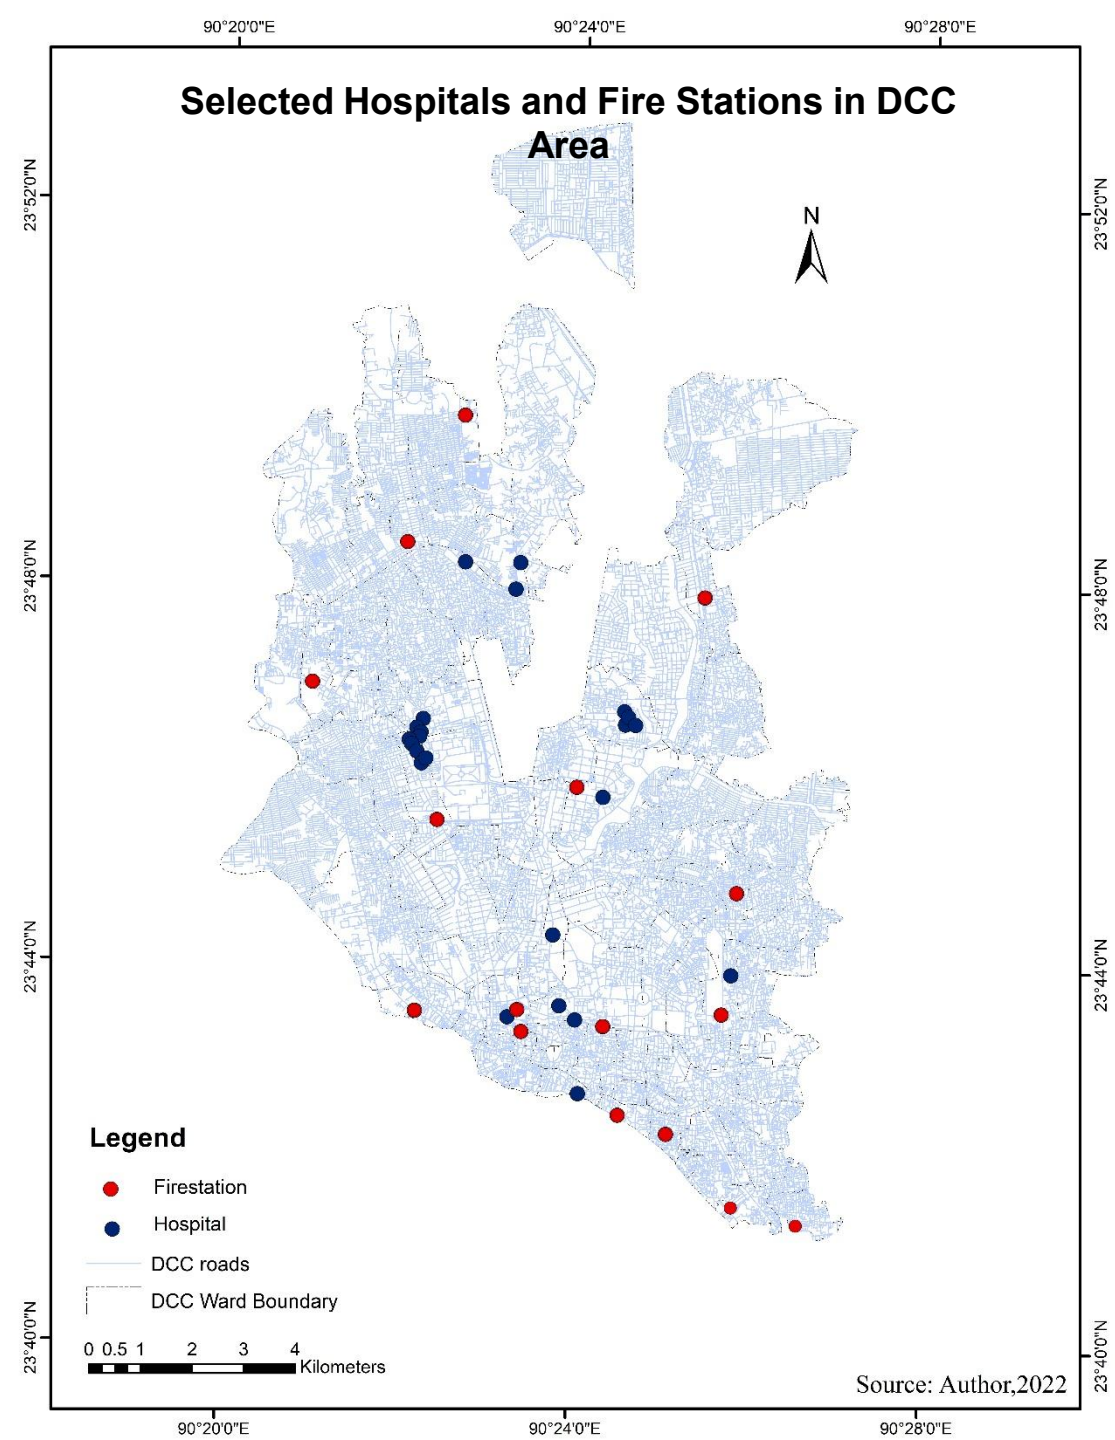 90°20'0"E 90°24'0"E 90°28'0"E
Selected Hospitals and Fire Stations in DCC
Area
23°52'0"N
23°52'0"N
N
23°48'0"N
23°48'0"N
23°44'0"N
23°44'0"N
Legend
Firestation
Hospital
DCC roads
DCC Ward Boundary
23°40'0"N
23°40'0"N
0 0.5 1 2 3 4
Kilometers
Source: Author,2022
90°20'0"E 90°24'0"E 90°28'0"E